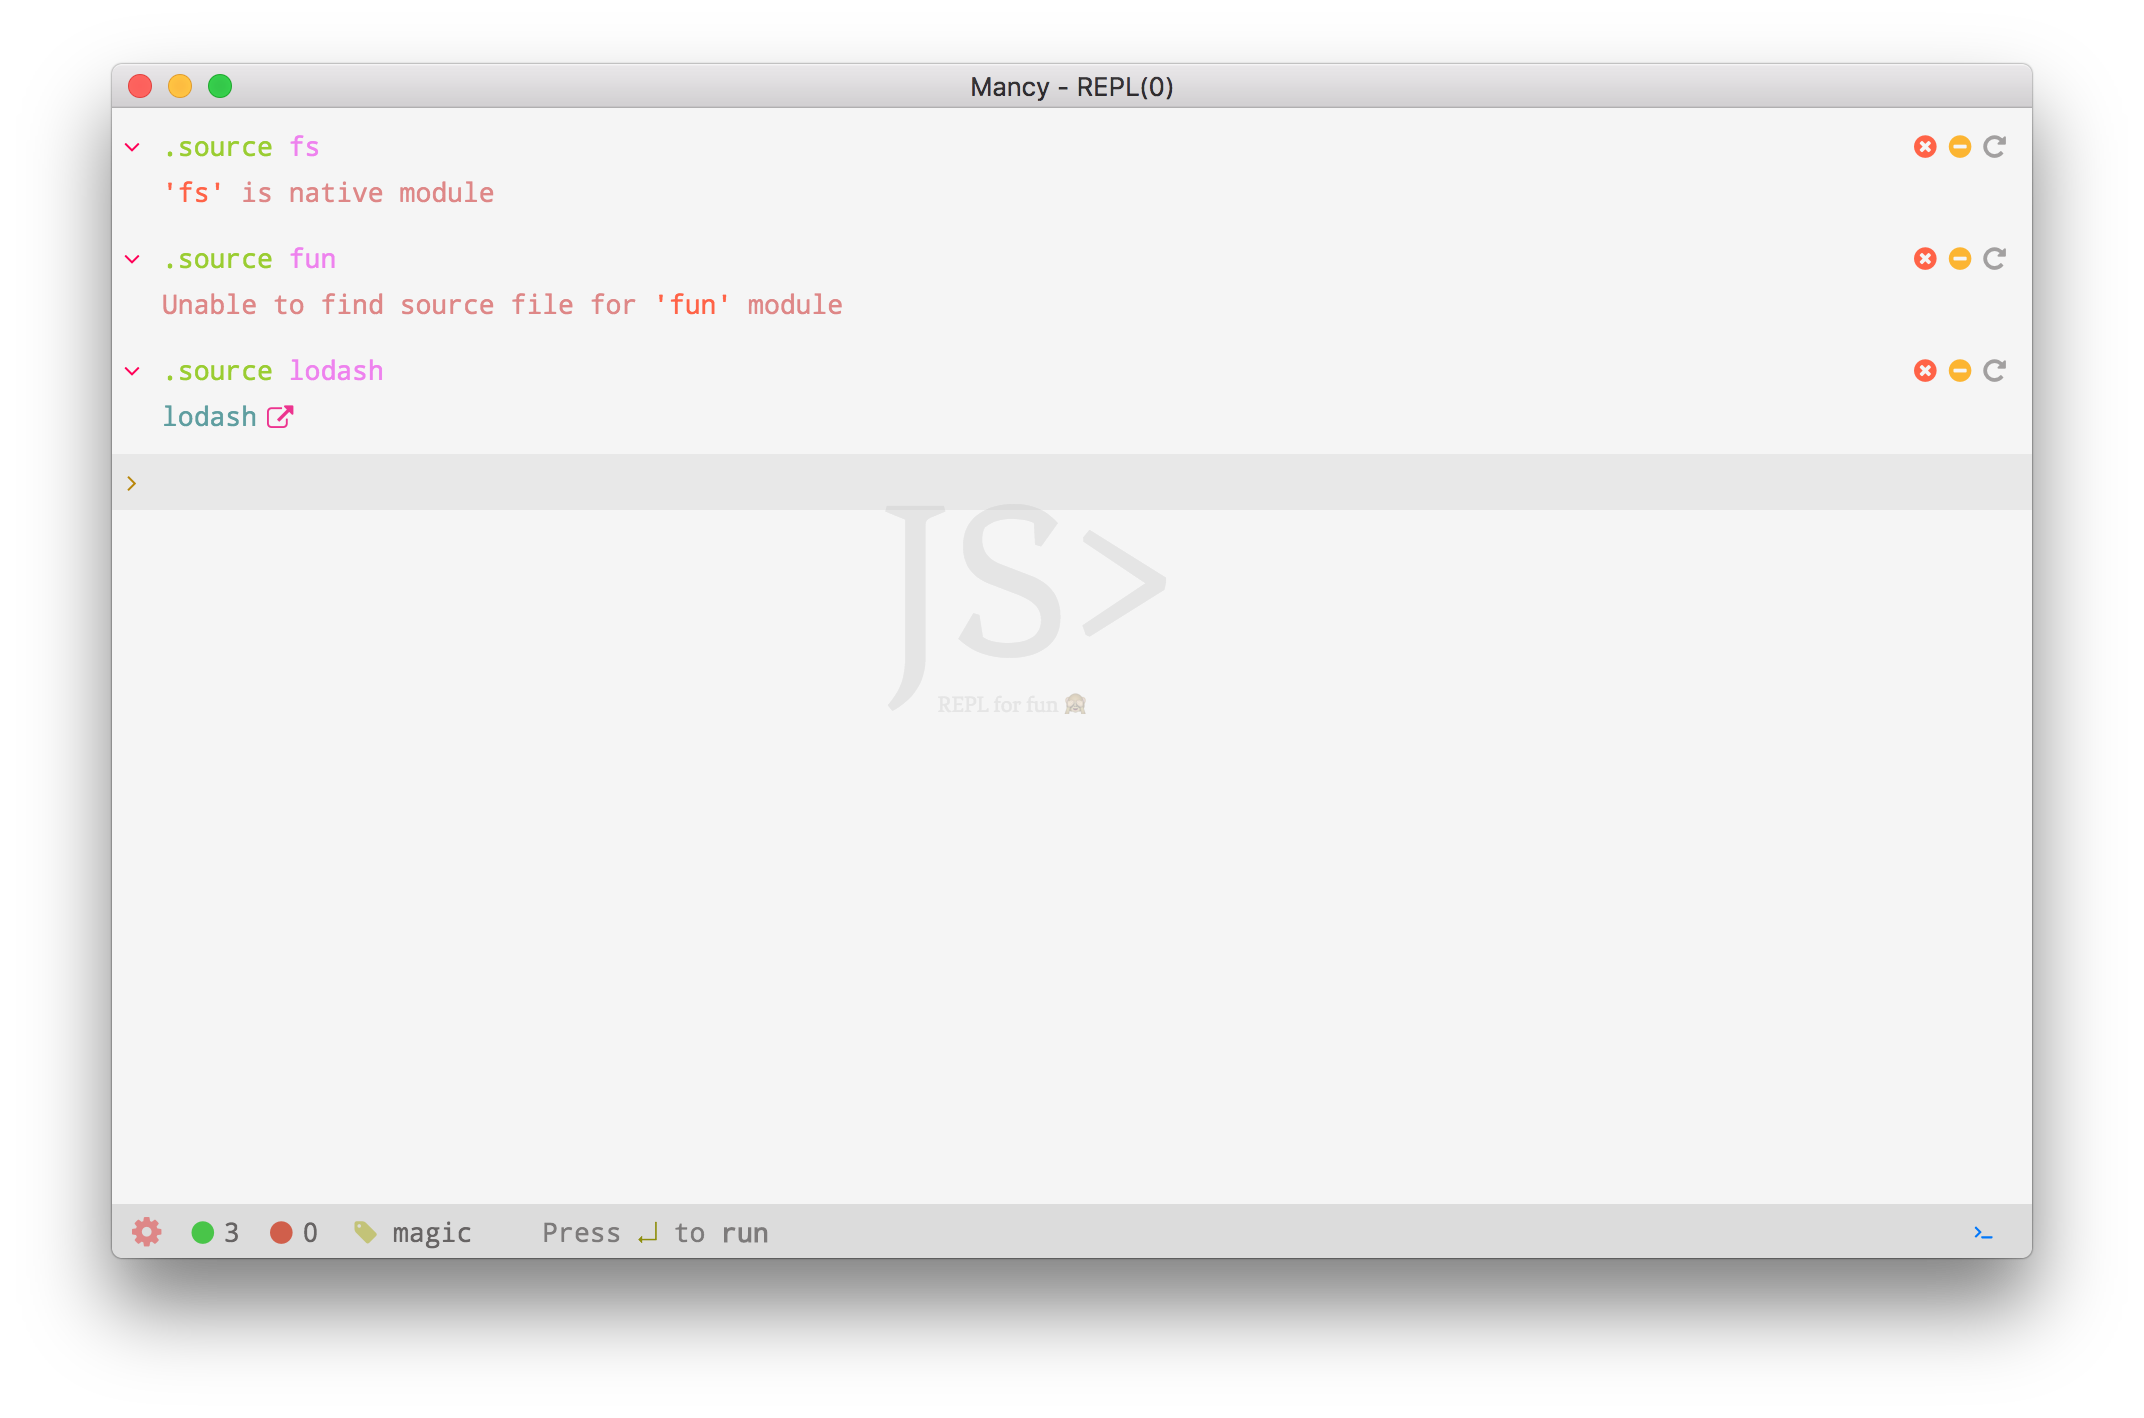 Mancy - REPL(0)
.source fs
'fs' is native module
.source fun
Unable to find source file for 'fun' module
.source lodash
lodash
>
JS>
REPL for fun 🙈
3 0 magic Press ↵ to run >_